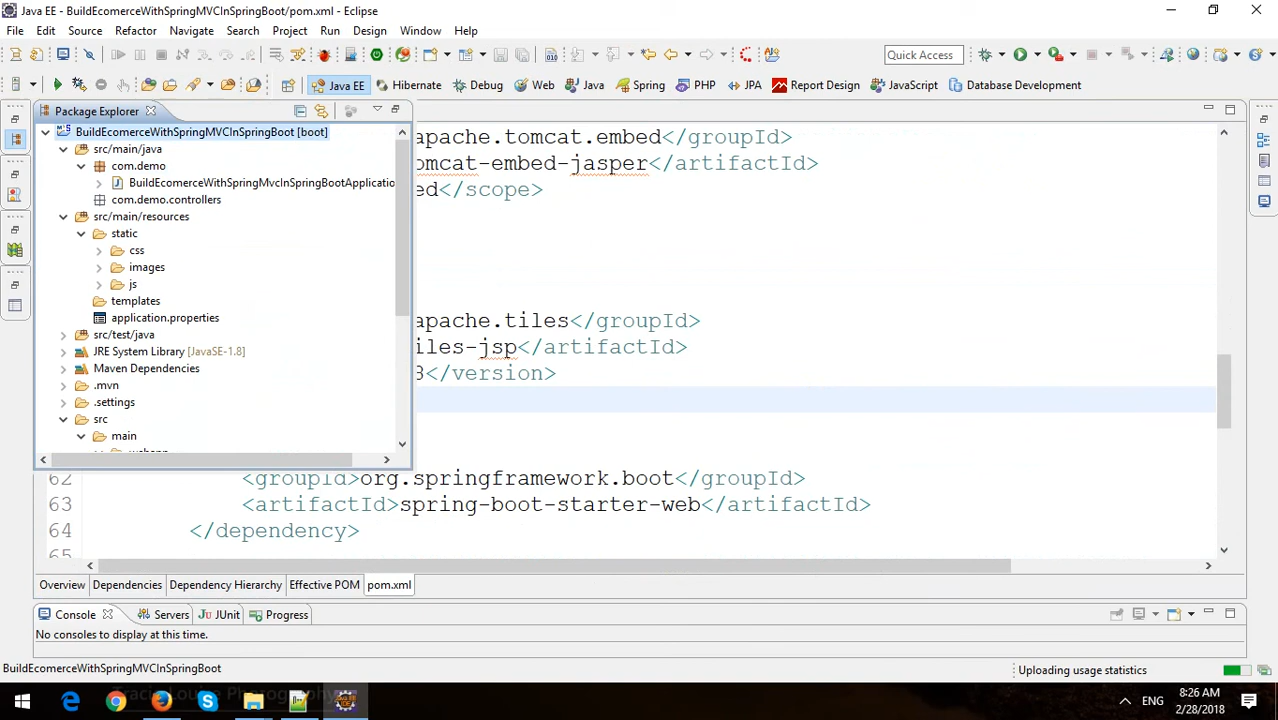 Java EE - BuildEcomerceWithSpringMVCInSpringBoot/pom.xml - Eclipse
File Edit Source Refactor Navigate Search Project Run Design Window Help
Quick Access
Java EE Hibernate Debug Web Java Spring PHP JPA Report Design JavaScript Database Development
Package Explorer
BuildEcomerceWithSpringMVCInSpringBoot [boot]
src/main/java
com.demo
BuildEcomerceWithSpringMvcInSpringBootApplicatio
com.demo.controllers
src/main/resources
static
css
images
js
templates
application.properties
src/test/java
JRE System Library [JavaSE-1.8]
Maven Dependencies
.mvn
.settings
src
main
apache.tomcat.embed</groupId>
omcat-embed-jasper</artifactId>
ed</scope>
apache.tiles</groupId>
iles-jsp</artifactId>
3</version>
62 <groupId>org.springframework.boot</groupId>
63 <artifactId>spring-boot-starter-web</artifactId>
64 </dependency>
65
Overview Dependencies Dependency Hierarchy Effective POM pom.xml
Console Servers JUnit Progress
No consoles to display at this time.
BuildEcomerceWithSpringMVCInSpringBoot
Uploading usage statistics
ENG
8:26 AM
2/28/2018